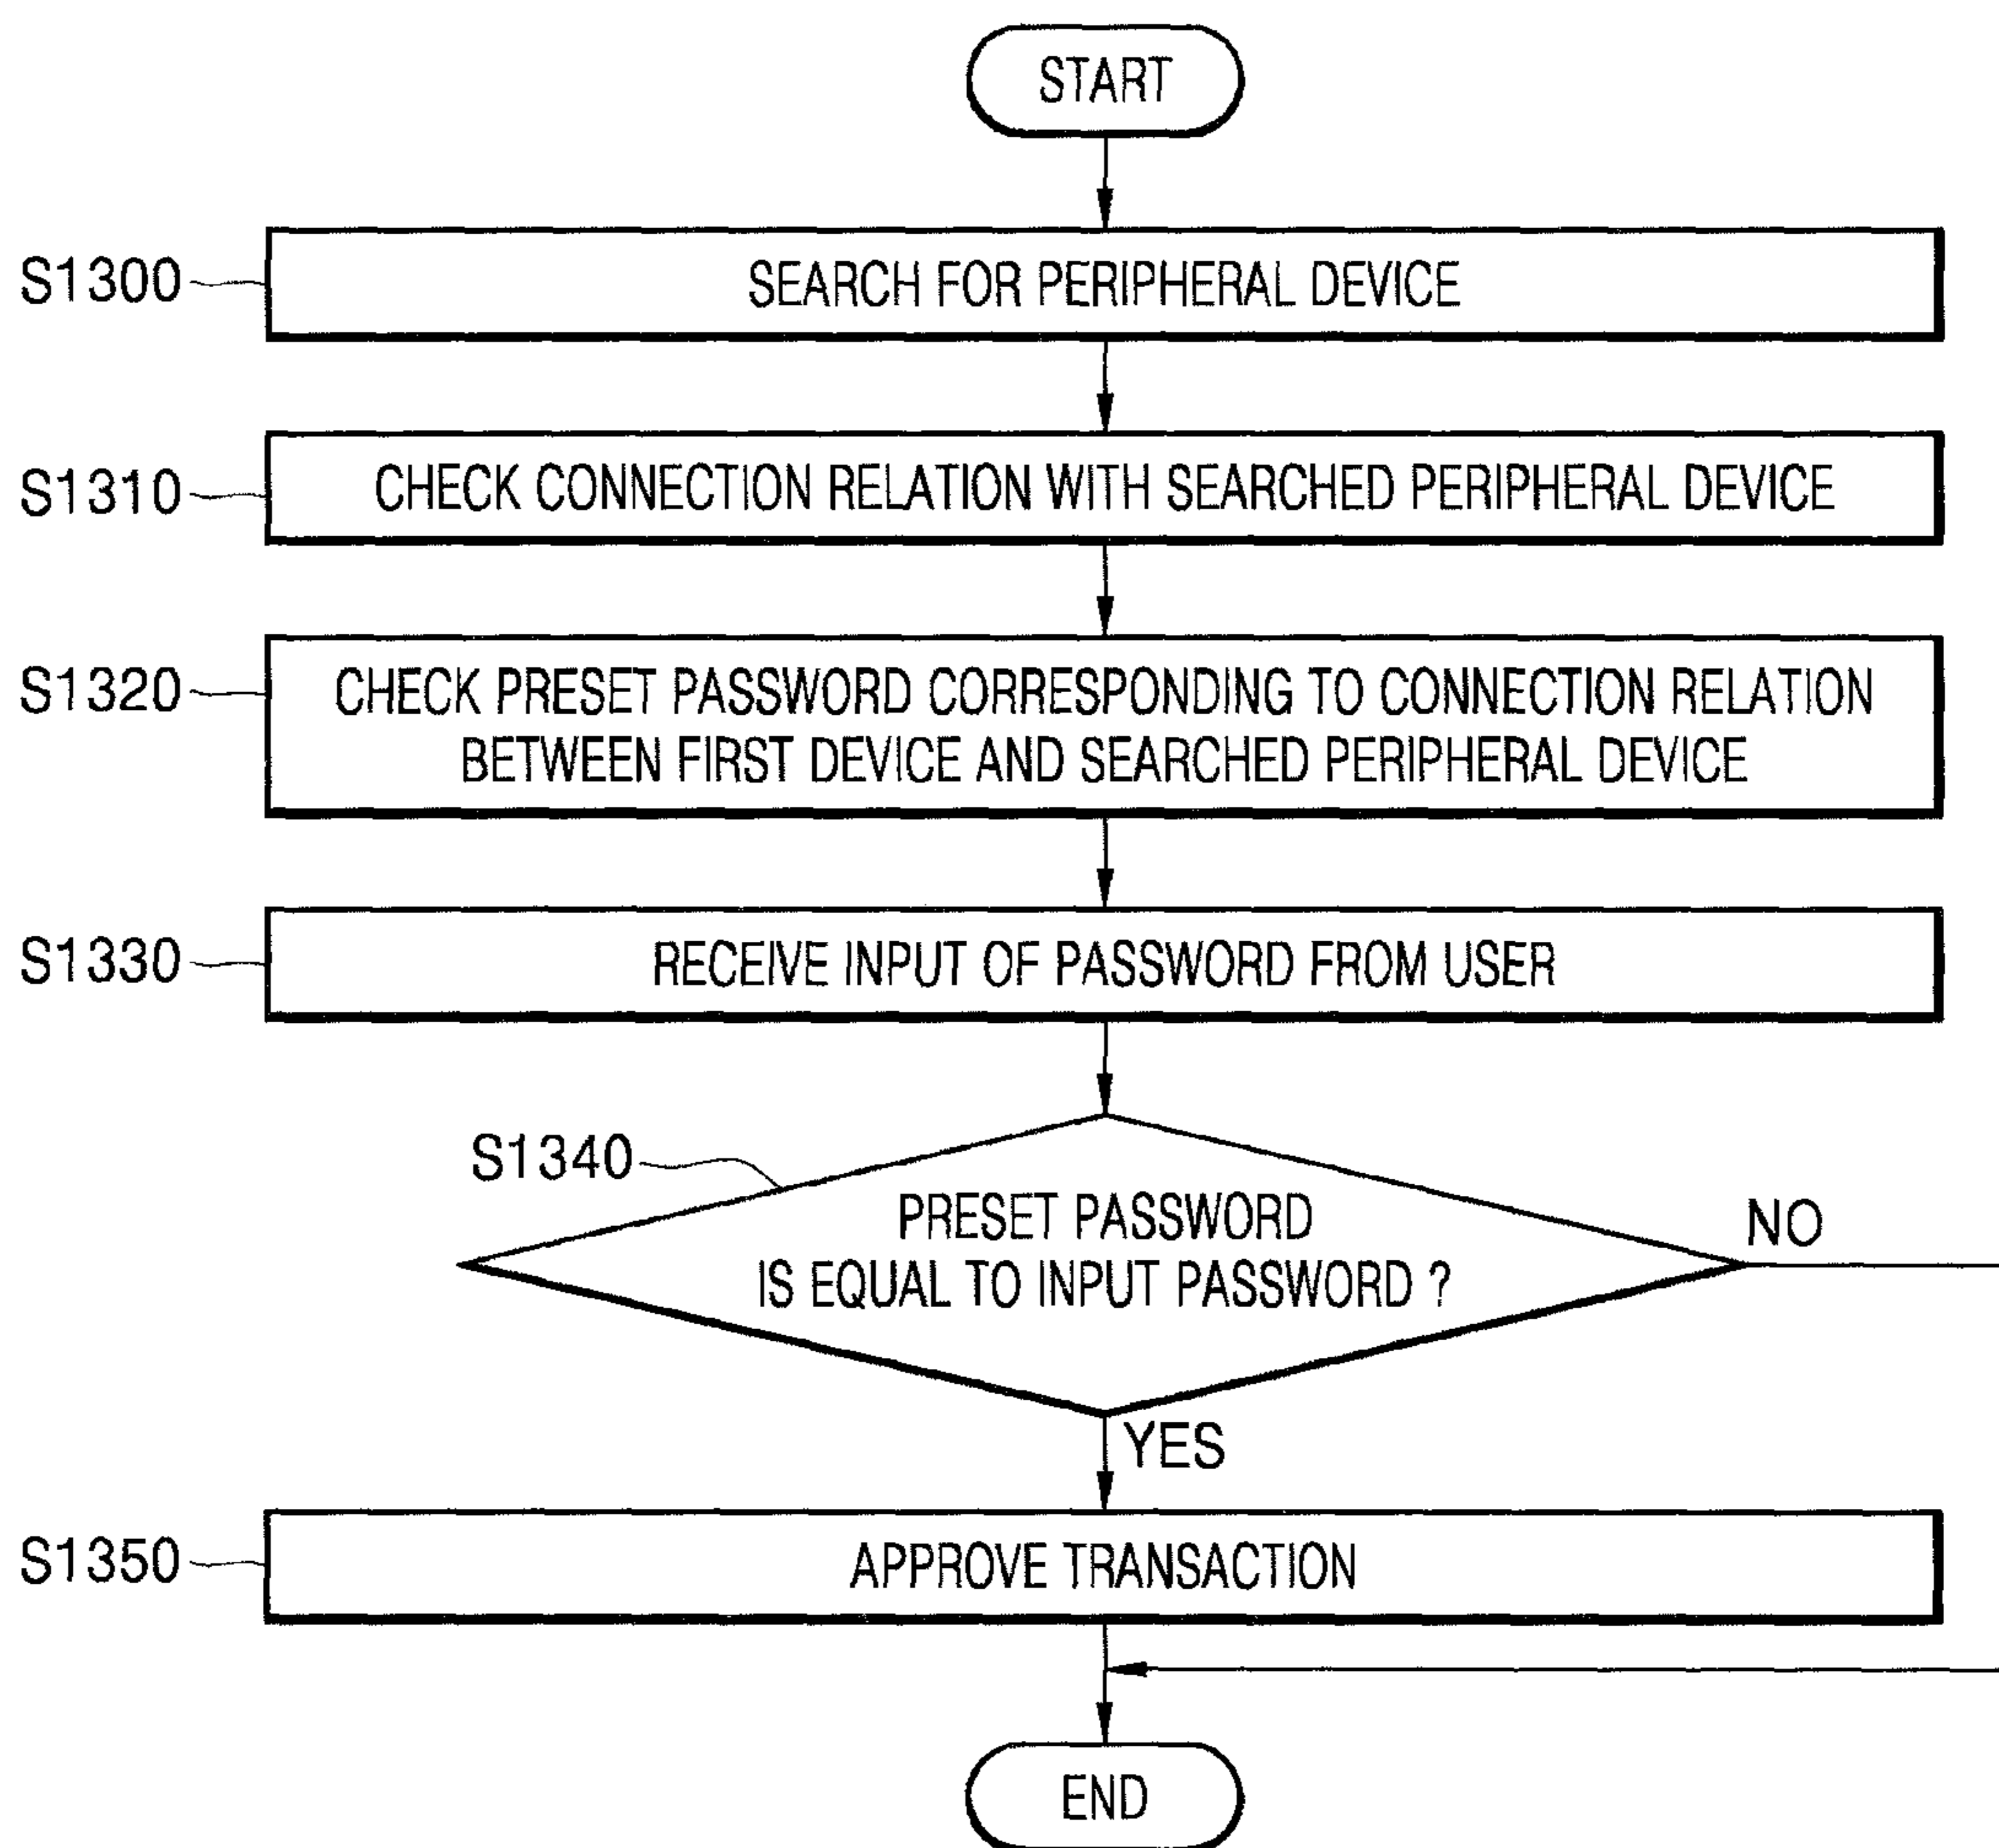 START
S1300
SEARCH FOR PERIPHERAL DEVICE
S1310
CHECK CONNECTION RELATION WITH SEARCHED PERIPHERAL DEVICE
S1320
CHECK PRESET PASSWORD CORRESPONDING TO CONNECTION RELATION
BETWEEN FIRST DEVICE AND SEARCHED PERIPHERAL DEVICE
S1330
RECEIVE INPUT OF PASSWORD FROM USER
S1340
PRESET PASSWORD
IS EQUAL TO INPUT PASSWORD ?
NO
YES
S1350
APPROVE TRANSACTION
END